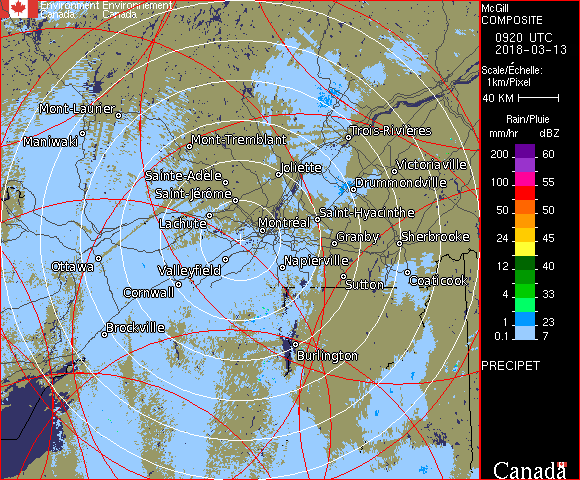 Environment Environnement
Canada Canada
McGill
COMPOSITE
0920 UTC
2018-03-13
Scale/Échelle:
1km/Pixel
40 KM
Rain/Pluie
mm/hr dBZ
200 60
100 55
50 50
50 45
24 40
12 40
4 33
1 23
0.1 7
PRECIPET
Canada
Mont-Laurier
Maniwaki
Mont-Tremblant
Trois-Rivières
Joliette
Victoriaville
Sainte-Adèle
Drummondville
Saint-Jérôme
Saint-Hyacinthe
Lachute
Montréal
Granby
Sherbrooke
Ottawa
Valleyfield
Napierville
Cornwall
Sutton
Coaticook
Brockville
Burlington